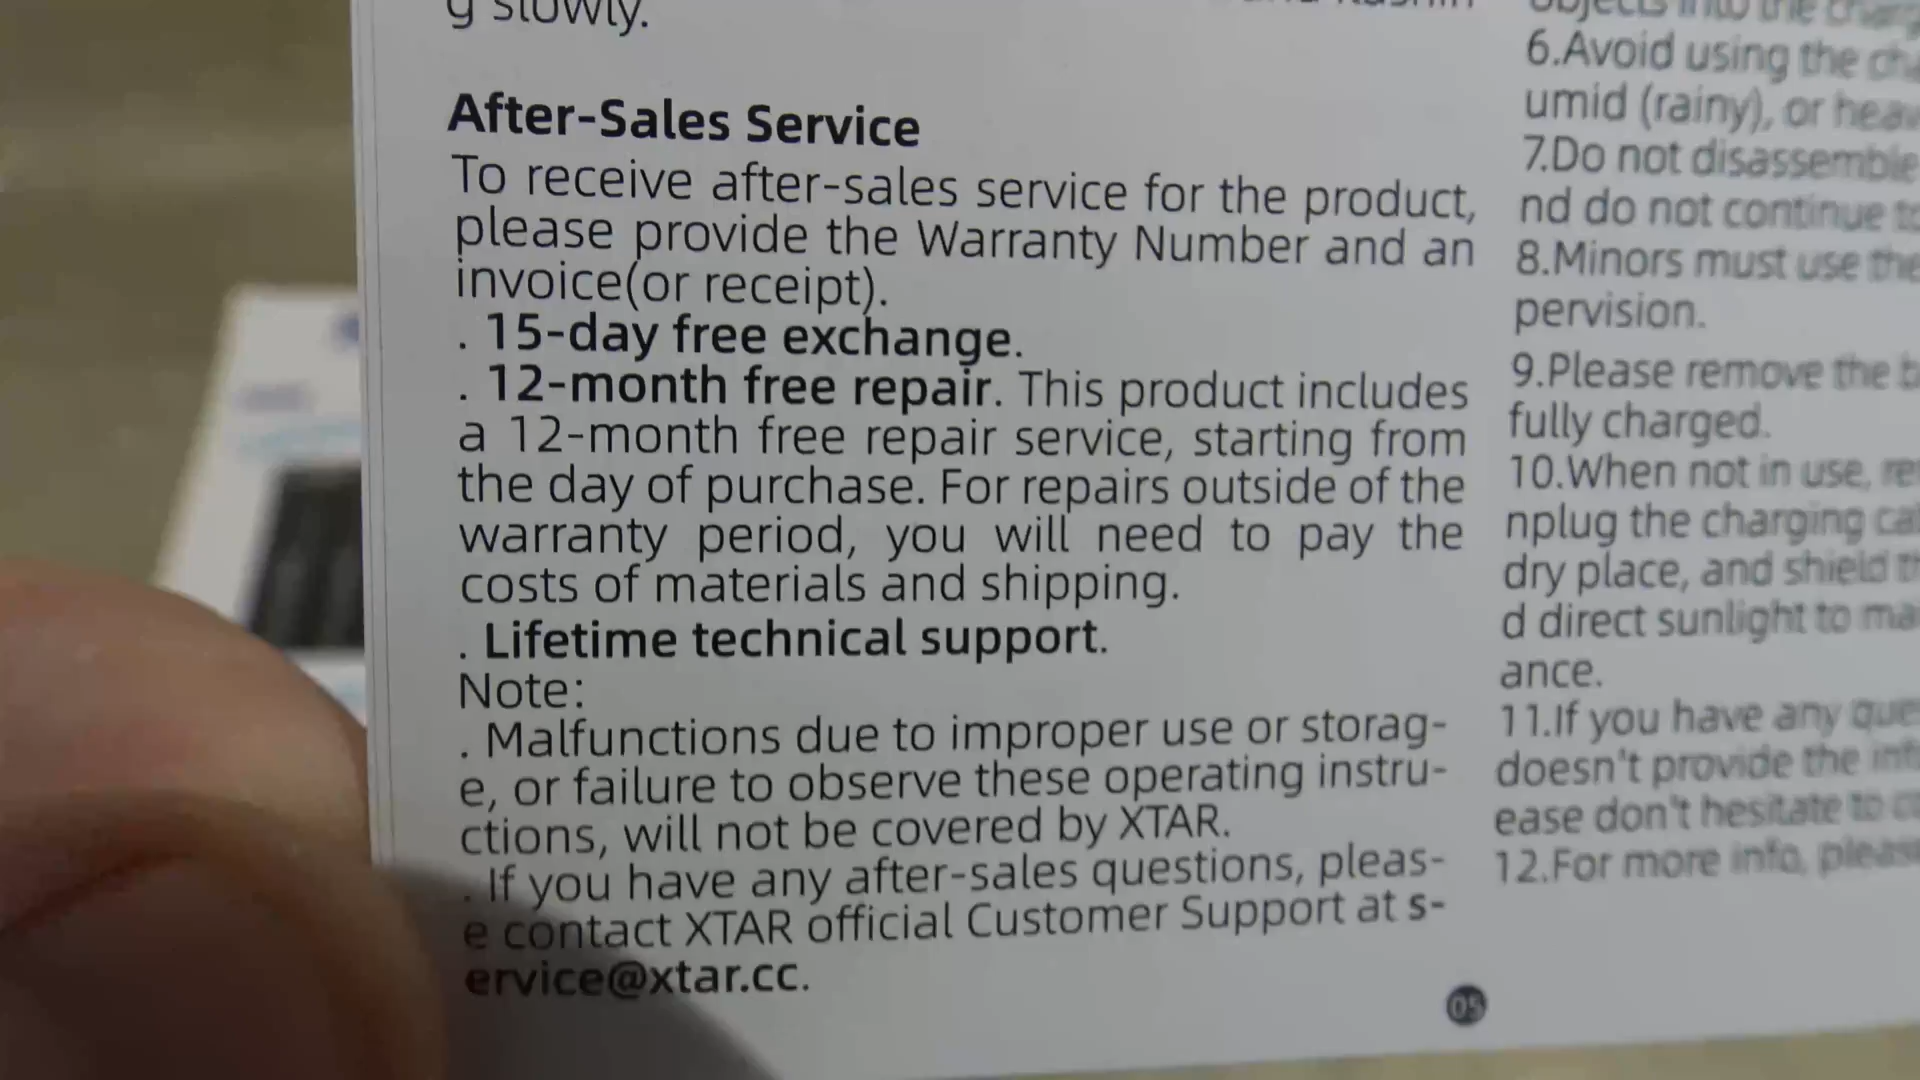 g slowly.
After-Sales Service
To receive after-sales service for the product,
please provide the Warranty Number and an
invoice(or receipt).
. 15-day free exchange.
. 12-month free repair. This product includes
a 12-month free repair service, starting from
the day of purchase. For repairs outside of the
warranty period, you will need to pay the
costs of materials and shipping.
. Lifetime technical support.
Note:
. Malfunctions due to improper use or storag-
e, or failure to observe these operating instru-
ctions, will not be covered by XTAR.
. If you have any after-sales questions, pleas-
e contact XTAR official Customer Support at s-
ervice@xtar.cc.
05
objects into the
6.Avoid using the
umid (rainy), or
7.Do not disassemble
nd do not continue
8.Minors must use the
pervision.
9.Please remove the
fully charged.
10.When not in use,
nplug the charging
dry place, and shield
d direct sunlight to
ance.
11.If you have any
doesn't provide the
ease don't hesitate to
12.For more info,